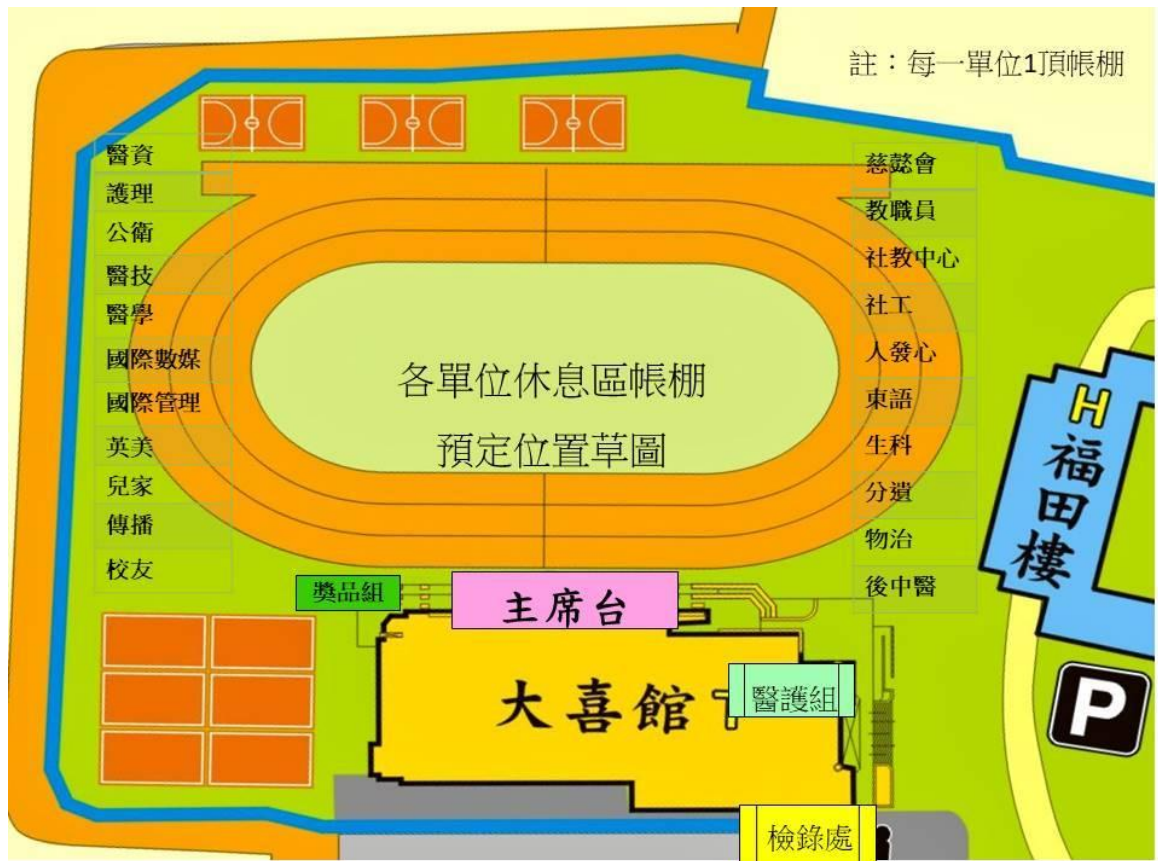 註：每一單位1頂帳棚
醫資
護理
公衛
醫技
醫學
國際數媒
國際管理
英美
兒家
傳播
校友
各單位休息區帳棚
預定位置草圖
慈懿會
教職員
社教中心
社工
人發心
東語
生科
分遺
物治
後中醫
H
福田樓
獎品組
主席台
大喜館
醫護組
P
檢錄處